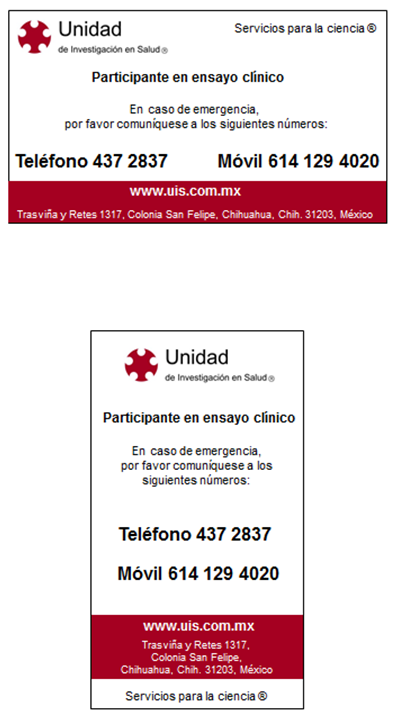 Unidad
de Investigación en Salud®
Servicios para la ciencia ®
Participante en ensayo clínico
En caso de emergencia,
por favor comuníquese a los siguientes números:
Teléfono 437 2837 Móvil 614 129 4020
www.uis.com.mx
Trasviña y Retes 1317, Colonia San Felipe, Chihuahua, Chih. 31203, México
Unidad
de Investigación en Salud®
Participante en ensayo clínico
En caso de emergencia,
por favor comuníquese a los
siguientes números:
Teléfono 437 2837
Móvil 614 129 4020
www.uis.com.mx
Trasviña y Retes 1317,
Colonia San Felipe,
Chihuahua, Chih. 31203, México
Servicios para la ciencia ®